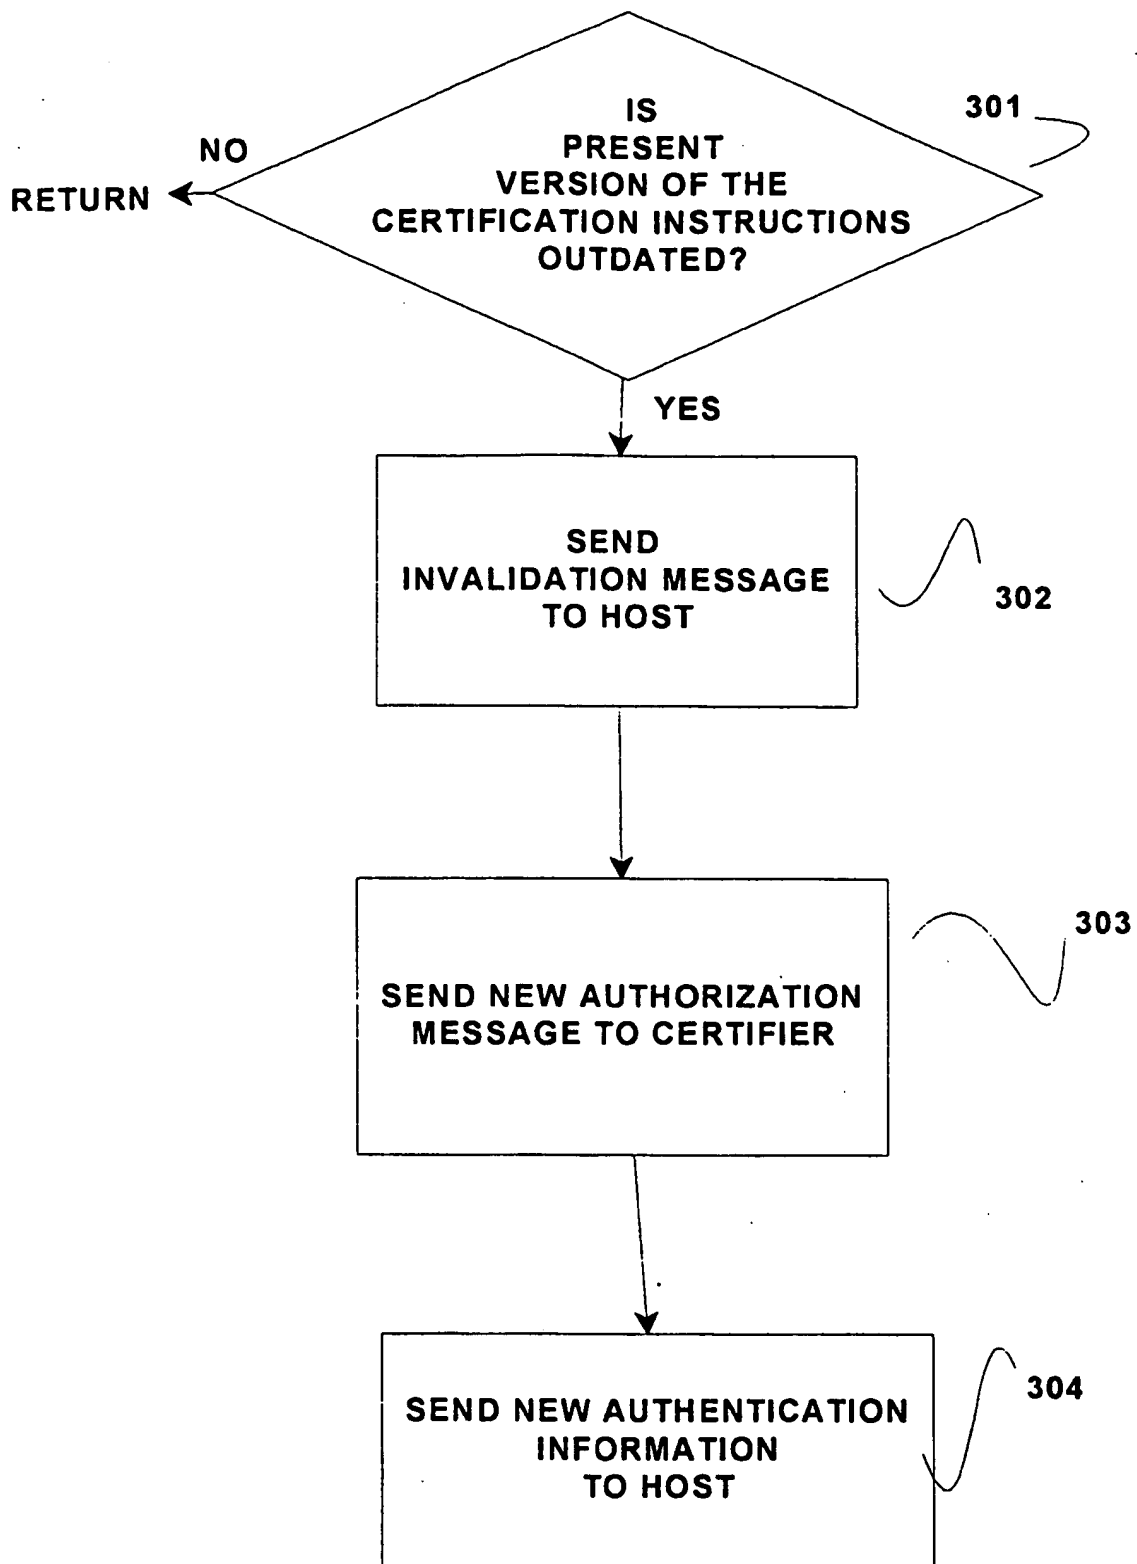 IS
PRESENT
VERSION OF THE
CERTIFICATION INSTRUCTIONS
OUTDATED?
301
NO
RETURN
YES
SEND
INVALIDATION MESSAGE
TO HOST
302
SEND NEW AUTHORIZATION
MESSAGE TO CERTIFIER
303
SEND NEW AUTHENTICATION
INFORMATION
TO HOST
304